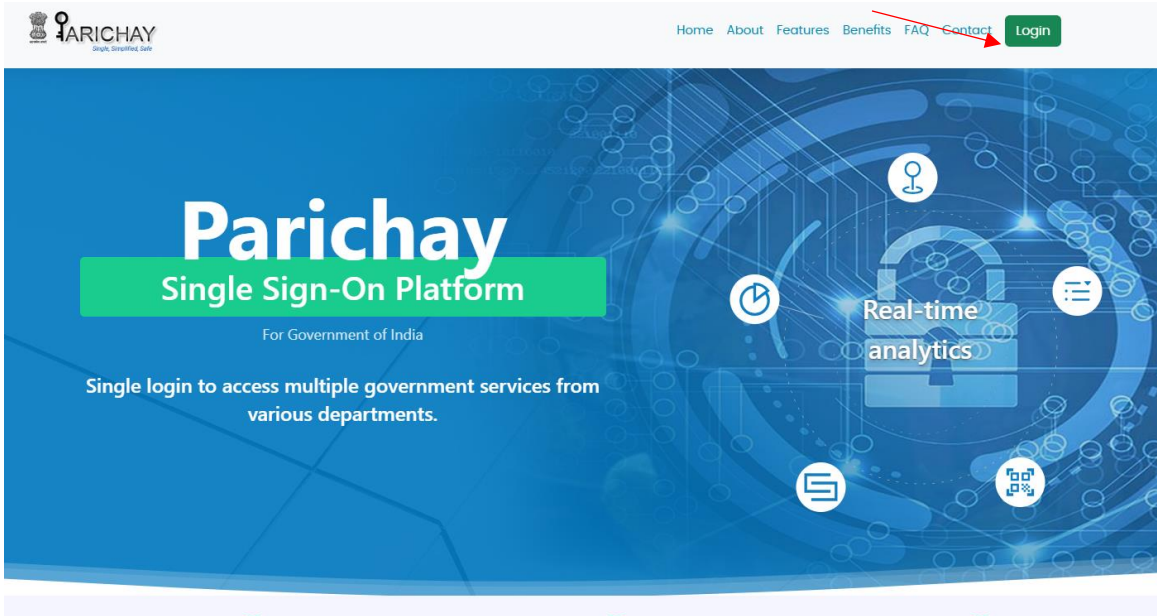 PARICHAY
Single, Simplified, Safe
Home About Features Benefits FAQ Contact Login
Parichay
Single Sign-On Platform
For Government of India
Single login to access multiple government services from
various departments.
Real-time
analytics